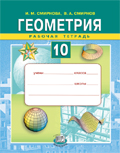 И. М. СМИРНОВА, В. А. СМИРНОВ
ГЕОМЕТРИЯ
РАБОЧАЯ ТЕТРАДЬ
10